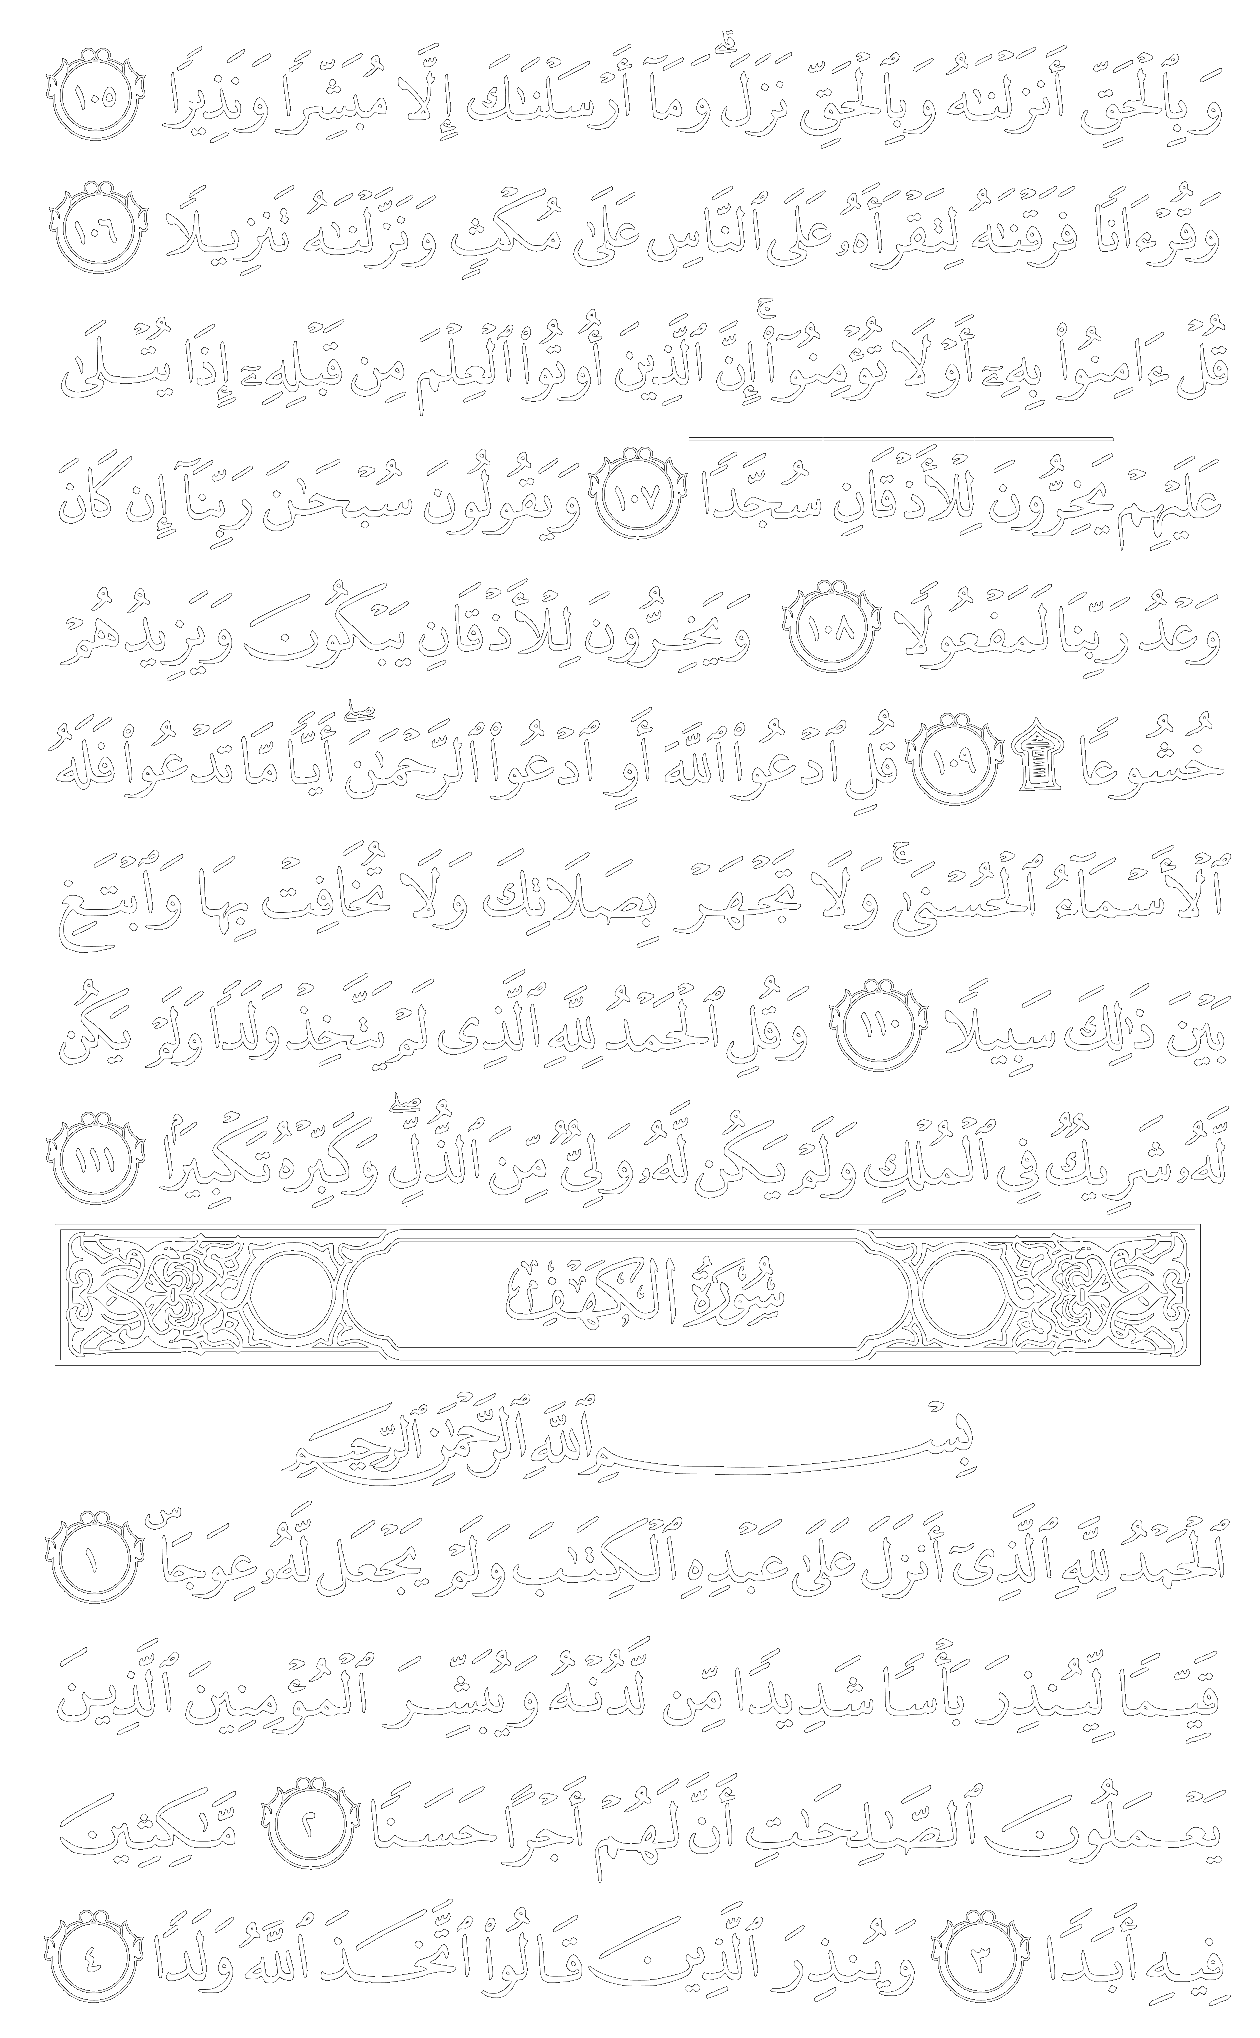 وَبِٱلْحَقِّ أَنزَلْنَٰهُ وَبِٱلْحَقِّ نَزَلَ ۗ وَمَآ أَرْسَلْنَٰكَ إِلَّا مُبَشِّرًا وَنَذِيرًا ١٠٥
وَقُرْءَانًا فَرَقْنَٰهُ لِتَقْرَأَهُۥ عَلَى ٱلنَّاسِ عَلَىٰ مُكْثٍ وَنَزَّلْنَٰهُ تَنزِيلًا ١٠٦
قُلْ ءَامِنُوا۟ بِهِۦٓ أَوْ لَا تُؤْمِنُوٓا۟ ۚ إِنَّ ٱلَّذِينَ أُوتُوا۟ ٱلْعِلْمَ مِن قَبْلِهِۦٓ إِذَا يُتْلَىٰ
عَلَيْهِمْ يَخِرُّونَ لِلْأَذْقَانِ سُجَّدًا ١٠٧ وَيَقُولُونَ سُبْحَٰنَ رَبِّنَآ إِن كَانَ
وَعْدُ رَبِّنَا لَمَفْعُولًا ١٠٨ وَيَخِرُّونَ لِلْأَذْقَانِ يَبْكُونَ وَيَزِيدُهُمْ
خُشُوعًا ۩ ١٠٩ قُلِ ٱدْعُوا۟ ٱللَّهَ أَوِ ٱدْعُوا۟ ٱلرَّحْمَٰنَ ۖ أَيًّا مَّا تَدْعُوا۟ فَلَهُ
ٱلْأَسْمَآءُ ٱلْحُسْنَىٰ ۚ وَلَا تَجْهَرْ بِصَلَاتِكَ وَلَا تُخَافِتْ بِهَا وَٱبْتَغِ
بَيْنَ ذَٰلِكَ سَبِيلًا ١١٠ وَقُلِ ٱلْحَمْدُ لِلَّهِ ٱلَّذِى لَمْ يَتَّخِذْ وَلَدًا وَلَمْ يَكُن
لَّهُۥ شَرِيكٌ فِى ٱلْمُلْكِ وَلَمْ يَكُن لَّهُۥ وَلِىٌّ مِّنَ ٱلذُّلِّ ۖ وَكَبِّرْهُ تَكْبِيرًۢا ١١١
سُورَةُ الكَهْفِ
بِسْمِ ٱللَّهِ ٱلرَّحْمَٰنِ ٱلرَّحِيمِ
ٱلْحَمْدُ لِلَّهِ ٱلَّذِىٓ أَنزَلَ عَلَىٰ عَبْدِهِ ٱلْكِتَٰبَ وَلَمْ يَجْعَل لَّهُۥ عِوَجَاۜ ١
قَيِّمًا لِّيُنذِرَ بَأْسًا شَدِيدًا مِّن لَّدُنْهُ وَيُبَشِّرَ ٱلْمُؤْمِنِينَ ٱلَّذِينَ
يَعْمَلُونَ ٱلصَّٰلِحَٰتِ أَنَّ لَهُمْ أَجْرًا حَسَنًا ٢ مَّٰكِثِينَ
فِيهِ أَبَدًا ٣ وَيُنذِرَ ٱلَّذِينَ قَالُوا۟ ٱتَّخَذَ ٱللَّهُ وَلَدًا ٤